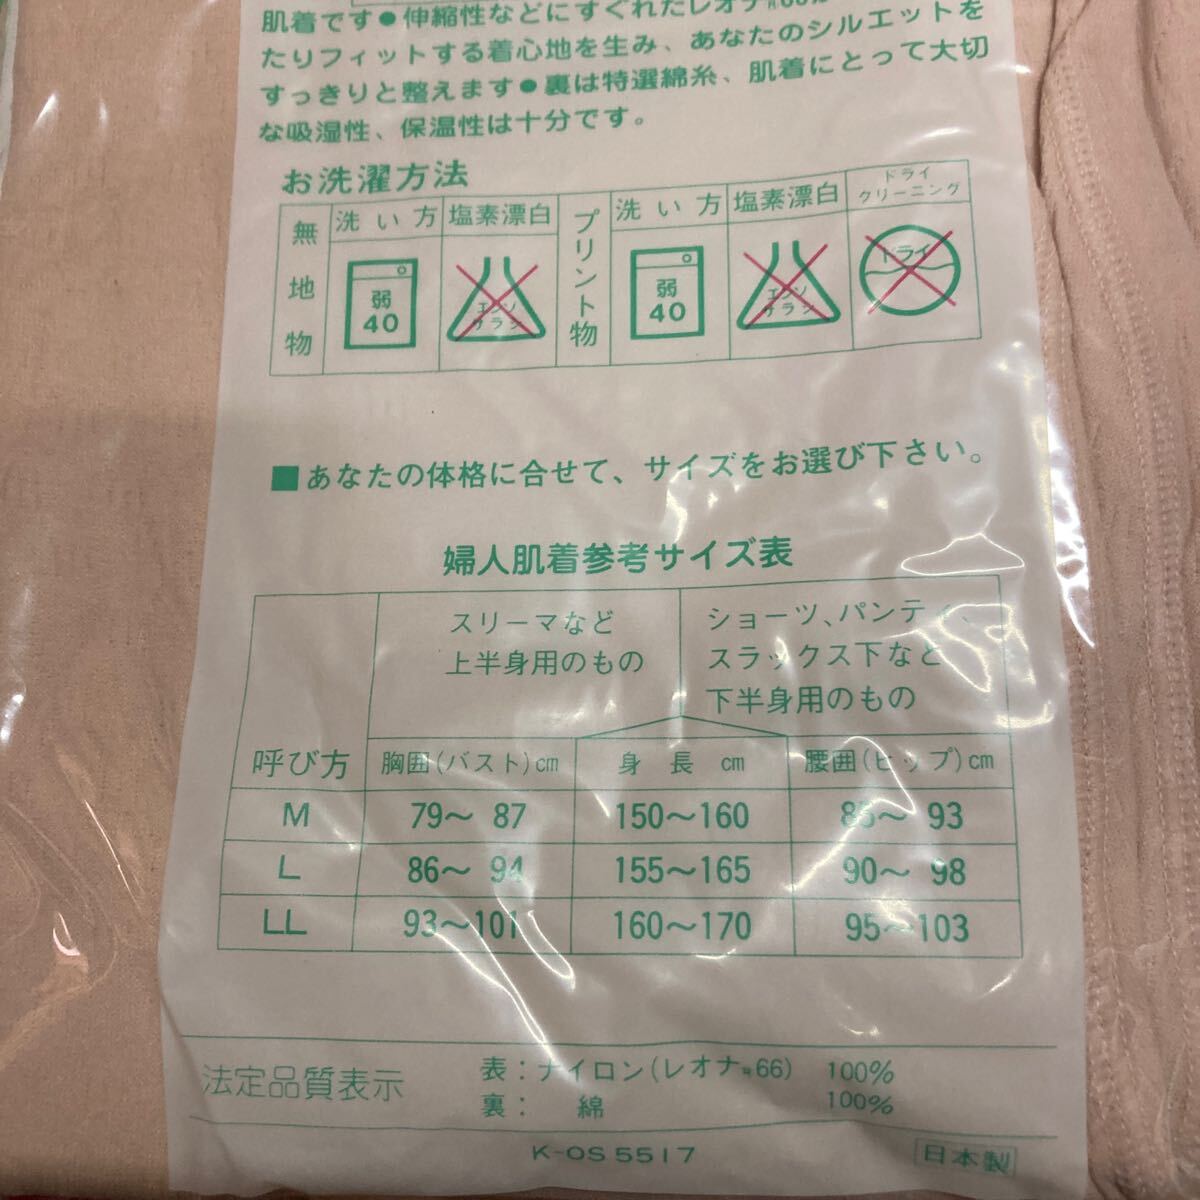 肌着です●伸縮性などにすぐれたレオナ
たりフィットする着心地を生み、あなたのシルエットを
すっきりと整えます●裏は特選綿糸、肌着にとって大切
な吸湿性、保温性は十分です。
お洗濯方法
無地物 洗い方 塩素漂白 プリント物 洗い方 塩素漂白 ドライクリーニング
弱 40 エンソサラシ 弱 40 エンソサラシ ドライ
■あなたの体格に合せて、サイズをお選び下さい。
婦人肌着参考サイズ表
スリーマなど
上半身用のもの
ショーツ、パンティ、
スラックス下など
下半身用のもの
呼び方 胸囲(バスト)cm 身長 cm 腰囲(ヒップ)cm
M 79〜87 150〜160 85〜93
L 86〜94 155〜165 90〜98
LL 93〜101 160〜170 95〜103
法定品質表示
表:ナイロン(レオナ66) 100%
裏: 綿 100%
K-OS5517
日本製